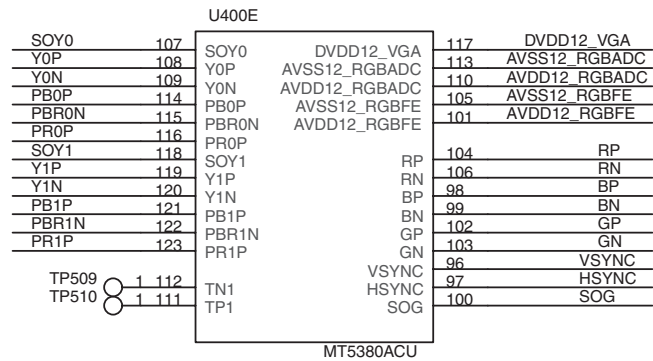 U400E
SOY0 107 SOY0 DVDD12_VGA 117 DVDD12_VGA
Y0P 108 Y0P AVSS12_RGBADC 113 AVSS12_RGBADC
Y0N 109 Y0N AVDD12_RGBADC 110 AVDD12_RGBADC
PB0P 114 PB0P AVSS12_RGBFE 105 AVSS12_RGBFE
PBR0N 115 PBR0N AVDD12_RGBFE 101 AVDD12_RGBFE
PR0P 116 PR0P
SOY1 118 SOY1 RP 104 RP
Y1P 119 Y1P RN 106 RN
Y1N 120 Y1N BP 98 BP
PB1P 121 PB1P BN 99 BN
PBR1N 122 PBR1N GP 102 GP
PR1P 123 PR1P GN 103 GN
VSYNC 96 VSYNC
TP509 1 112 TN1 HSYNC 97 HSYNC
TP510 1 111 TP1 SOG 100 SOG
MT5380ACU